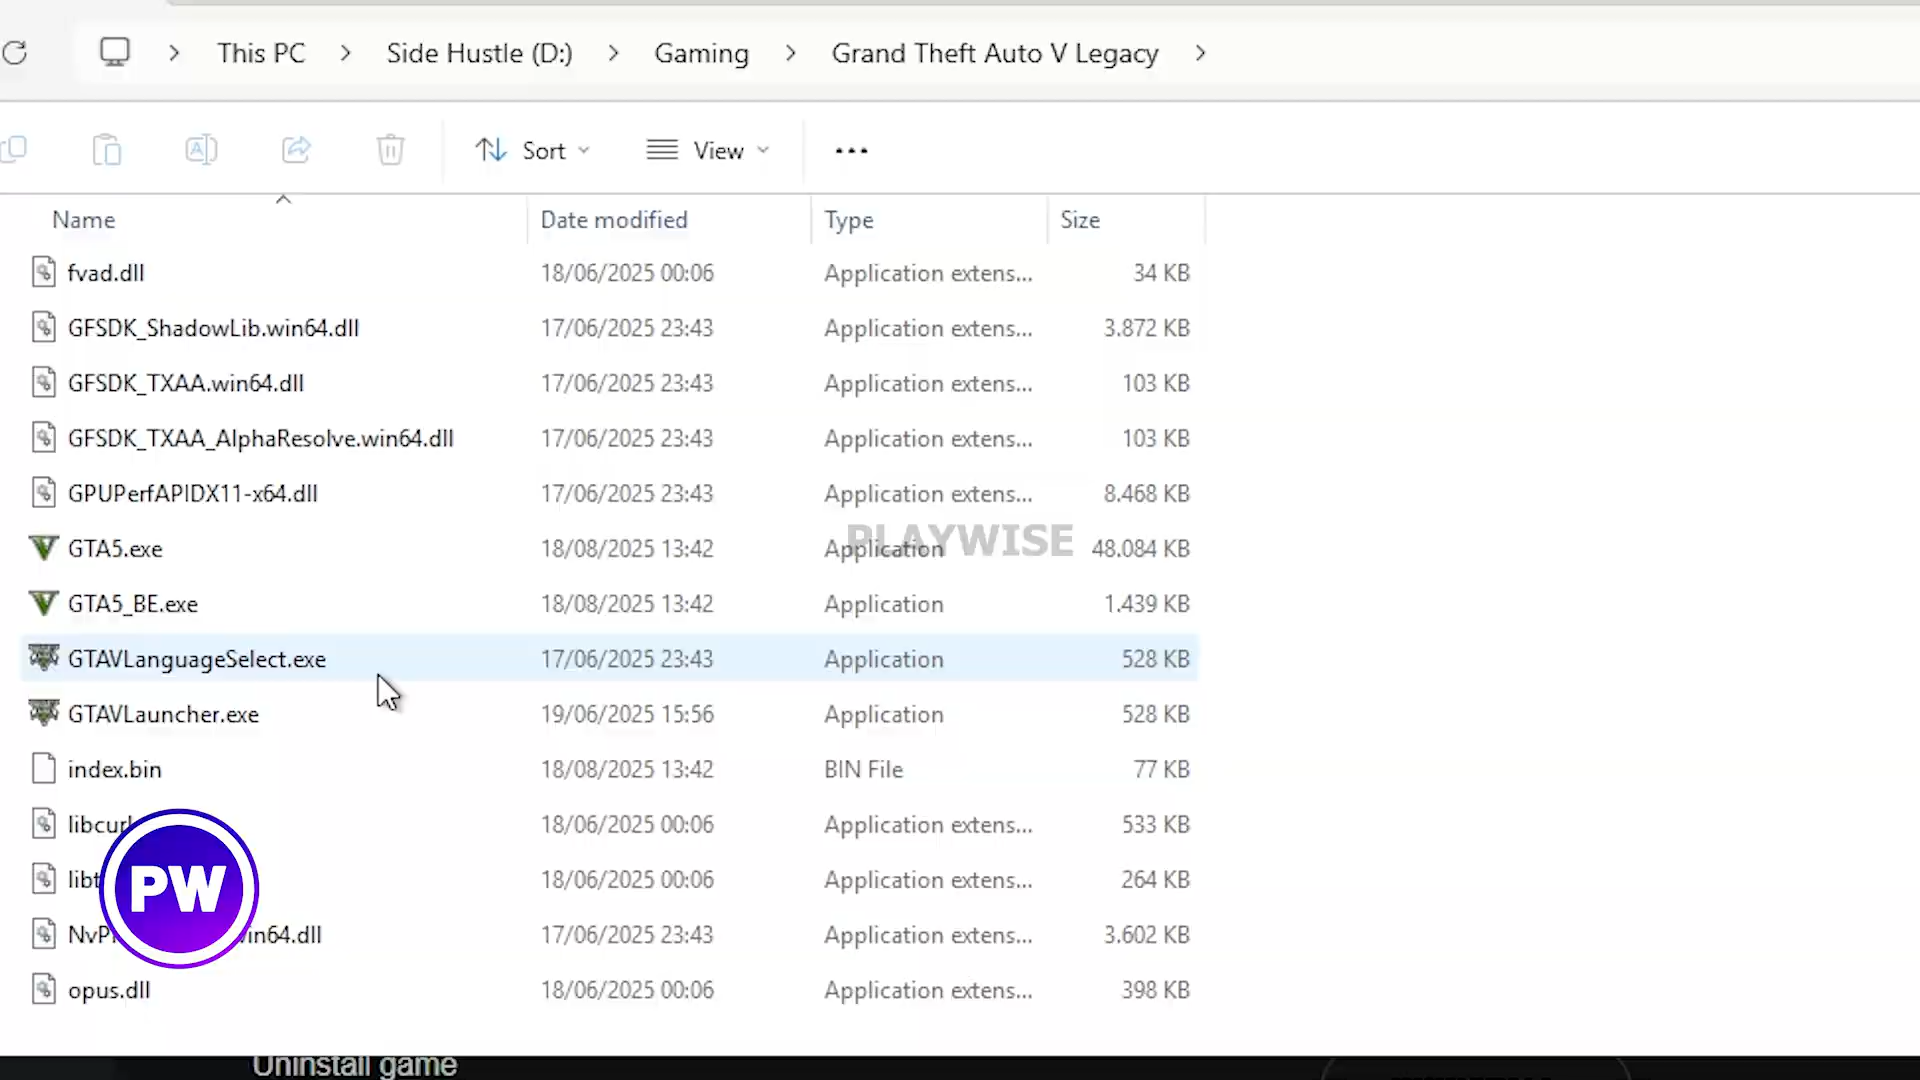 This PC > Side Hustle (D:) > Gaming > Grand Theft Auto V Legacy >
Sort View
Name Date modified Type Size
fvad.dll 18/06/2025 00:06 Application extens... 34 KB
GFSDK_ShadowLib.win64.dll 17/06/2025 23:43 Application extens... 3.872 KB
GFSDK_TXAA.win64.dll 17/06/2025 23:43 Application extens... 103 KB
GFSDK_TXAA_AlphaResolve.win64.dll 17/06/2025 23:43 Application extens... 103 KB
GPUPerfAPIDX11-x64.dll 17/06/2025 23:43 Application extens... 8.468 KB
PLAYWISE
GTA5.exe 18/08/2025 13:42 Application 48.084 KB
GTA5_BE.exe 18/08/2025 13:42 Application 1.439 KB
GTAVLanguageSelect.exe 17/06/2025 23:43 Application 528 KB
GTAVLauncher.exe 19/06/2025 15:56 Application 528 KB
index.bin 18/08/2025 13:42 BIN File 77 KB
libcurl 18/06/2025 00:06 Application extens... 533 KB
18/06/2025 00:06 Application extens... 264 KB
PW
17/06/2025 23:43 Application extens... 3.602 KB
opus.dll 18/06/2025 00:06 Application extens... 398 KB
Uninstall game